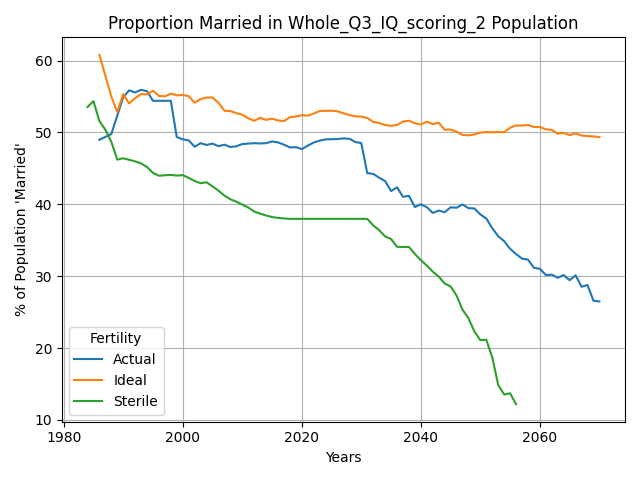 Proportion Married in Whole_Q3_IQ_scoring_2 Population
% of Population 'Married'
60
50
40
30
20
10
Fertility
Actual
Ideal
Sterile
1980
2000
2020
2040
2060
Years